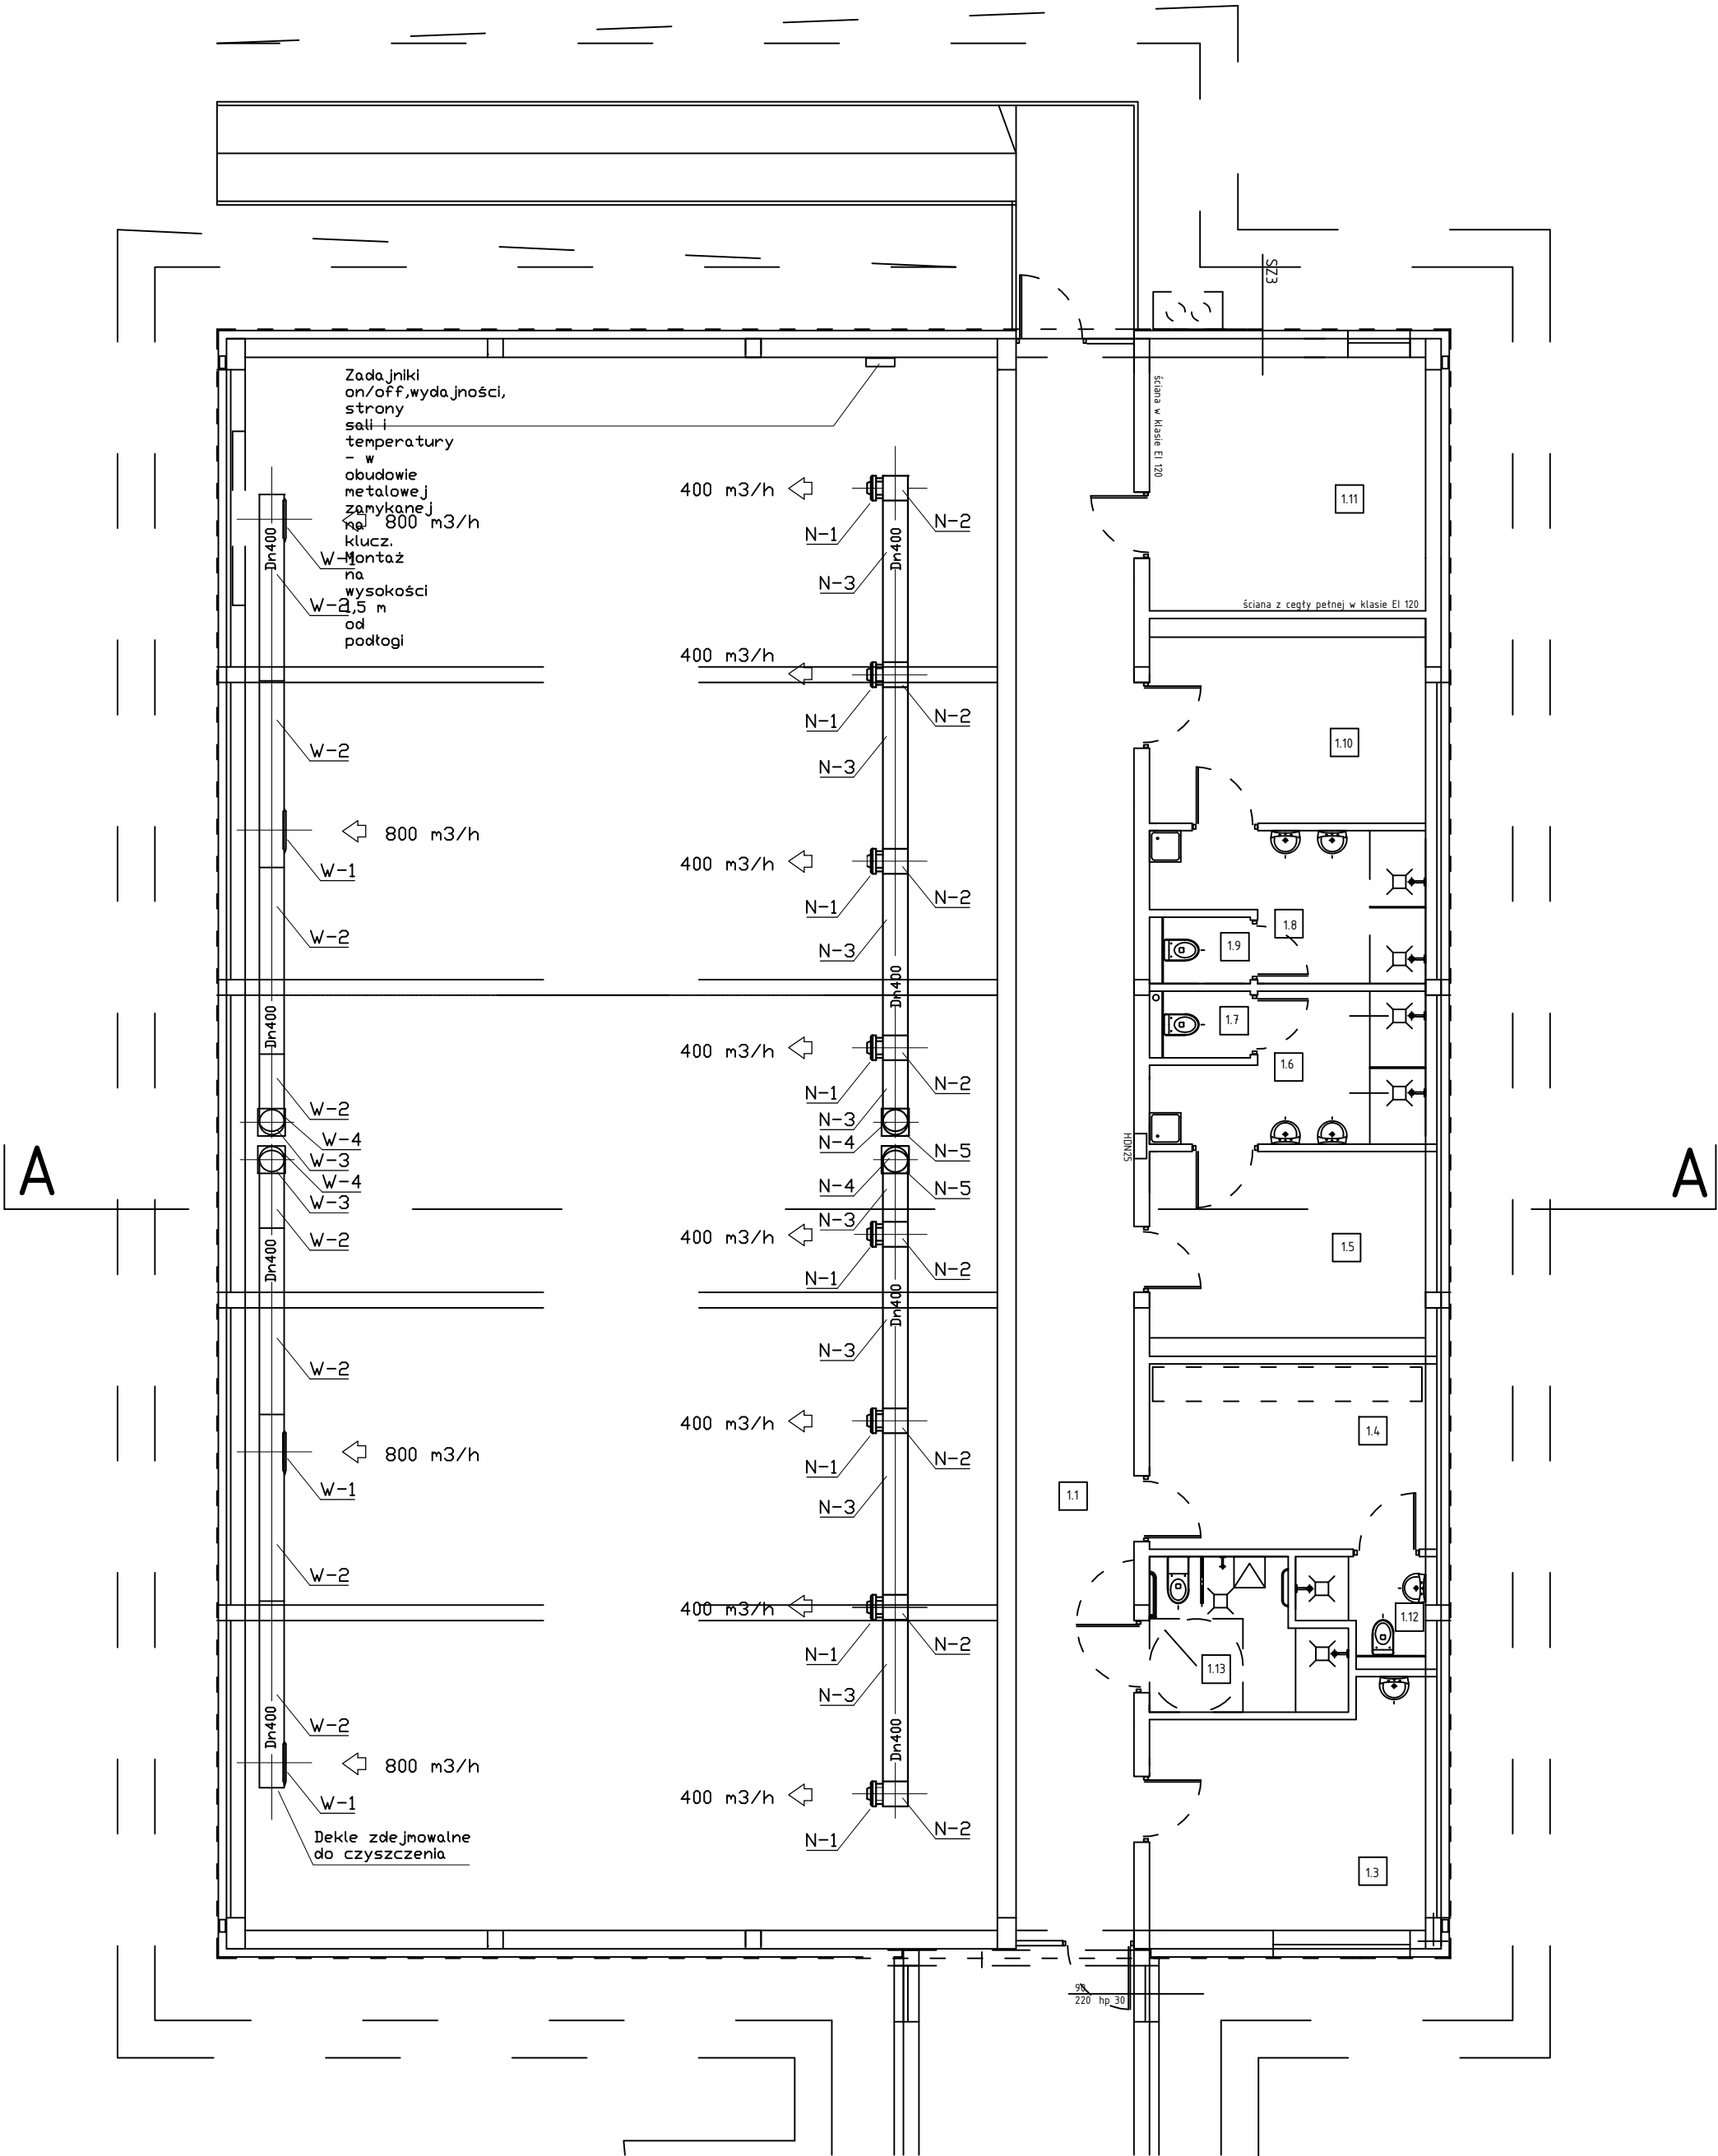 SZ3
Zadajniki
on/off,wydajności,
strony
sali i
temperatury
- w
obudowie
metalowej
zamykanej
na
klucz.
Montaż
na
wysokości
1,5 m
od
podłogi
ściana w klasie EI 120
400 m3/h
N-1
N-2
1.11
800 m3/h
W-1
Dn400
Dn400
N-3
W-2
ściana z cegły pełnej w klasie EI 120
400 m3/h
N-1
N-2
W-2
N-3
1.10
800 m3/h
W-1
400 m3/h
N-1
N-2
W-2
N-3
1.8
1.9
Dn400
Dn400
1.7
400 m3/h
N-1
N-2
1.6
W-2
N-3
W-4
N-4
HDN25
W-3
N-5
A
W-4
N-4
N-5
A
W-3
N-3
W-2
400 m3/h
1.5
Dn400
N-1
N-2
Dn400
W-2
N-3
400 m3/h
1.4
800 m3/h
N-1
N-2
W-1
1.1
N-3
W-2
400 m3/h
1.12
N-1
N-2
1.13
W-2
N-3
Dn400
Dn400
800 m3/h
W-1
400 m3/h
N-1
N-2
Dekle zdejmowalne
do czyszczenia
1.3
90
220 hp 30